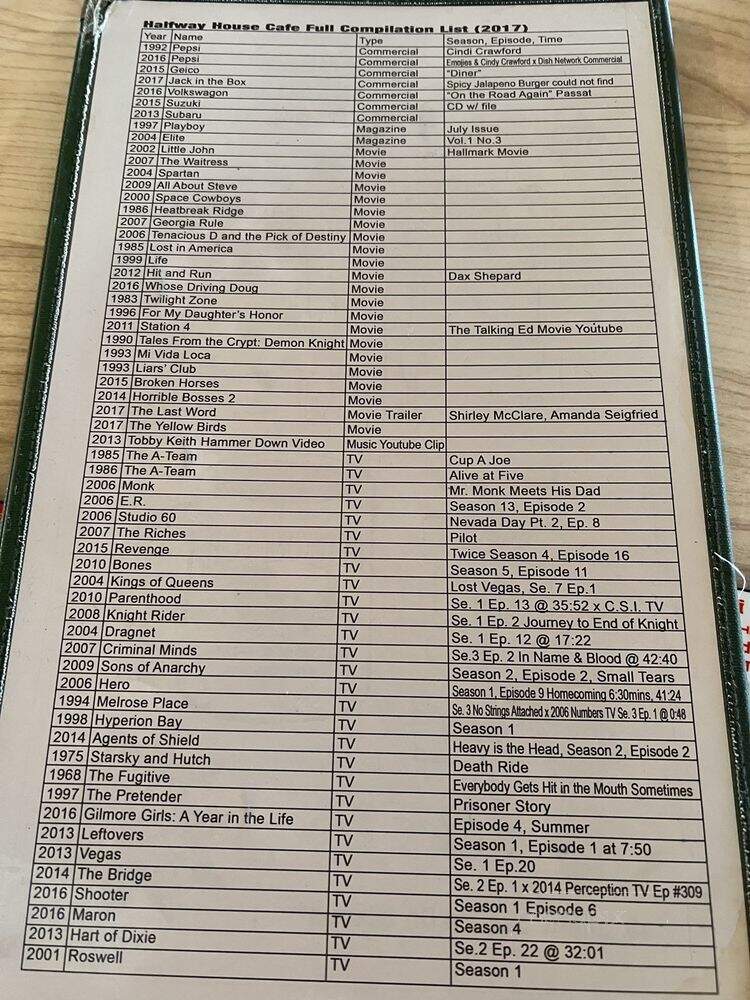 Halfway House Cafe Full Compilation List (2017)
Year Name Type Season, Episode, Time
1992 Pepsi Commercial Cindi Crawford
2016 Pepsi Commercial Emojies & Cindy Crawford x Dish Network Commercial
2015 Geico Commercial "Diner"
2017 Jack in the Box Commercial Spicy Jalapeno Burger could not find
2016 Volkswagon Commercial "On the Road Again" Passat
2015 Suzuki Commercial CD w/ file
2013 Subaru Commercial
1997 Playboy Magazine July Issue
2004 Elite Magazine Vol.1 No.3
2002 Little John Movie Hallmark Movie
2007 The Waitress Movie
2004 Spartan Movie
2009 All About Steve Movie
2000 Space Cowboys Movie
1986 Heatbreak Ridge Movie
2007 Georgia Rule Movie
2006 Tenacious D and the Pick of Destiny Movie
1985 Lost in America Movie
1999 Life Movie
2012 Hit and Run Movie Dax Shepard
2016 Whose Driving Doug Movie
1983 Twilight Zone Movie
1996 For My Daughter's Honor Movie
2011 Station 4 Movie The Talking Ed Movie Youtube
1990 Tales From the Crypt: Demon Knight Movie
1993 Mi Vida Loca Movie
1993 Liars' Club Movie
2015 Broken Horses Movie
2014 Horrible Bosses 2 Movie
2017 The Last Word Movie Trailer Shirley McClare, Amanda Seigfried
2017 The Yellow Birds Movie
2013 Tobby Keith Hammer Down Video Music Youtube Clip
1985 The A-Team TV Cup A Joe
1986 The A-Team TV Alive at Five
2006 Monk TV Mr. Monk Meets His Dad
2006 E.R. TV Season 13, Episode 2
2006 Studio 60 TV Nevada Day Pt. 2, Ep. 8
2007 The Riches TV Pilot
2015 Revenge TV Twice Season 4, Episode 16
2010 Bones TV Season 5, Episode 11
2004 Kings of Queens TV Lost Vegas, Se. 7 Ep.1
2010 Parenthood TV Se. 1 Ep. 13 @ 35:52 x C.S.I. TV
2008 Knight Rider TV Se. 1 Ep. 2 Journey to End of Knight
2004 Dragnet TV Se. 1 Ep. 12 @ 17:22
2007 Criminal Minds TV Se.3 Ep. 2 In Name & Blood @ 42:40
2009 Sons of Anarchy TV Season 2, Episode 2, Small Tears
2006 Hero TV Season 1, Episode 9 Homecoming 6:30mins, 41:24
1994 Melrose Place TV Se. 3 No Strings Attached x 2006 Numbers TV Se. 3 Ep. 1 @ 0:48
1998 Hyperion Bay TV Season 1
2014 Agents of Shield TV Heavy is the Head, Season 2, Episode 2
1975 Starsky and Hutch TV Death Ride
1968 The Fugitive TV Everybody Gets Hit in the Mouth Sometimes
1997 The Pretender TV Prisoner Story
2016 Gilmore Girls: A Year in the Life TV Episode 4, Summer
2013 Leftovers TV Season 1, Episode 1 at 7:50
2013 Vegas TV Se. 1 Ep.20
2014 The Bridge TV Se. 2 Ep. 1 x 2014 Perception TV Ep #309
2016 Shooter TV Season 1 Episode 6
2016 Maron TV Season 4
2013 Hart of Dixie TV Se.2 Ep. 22 @ 32:01
2001 Roswell TV Season 1